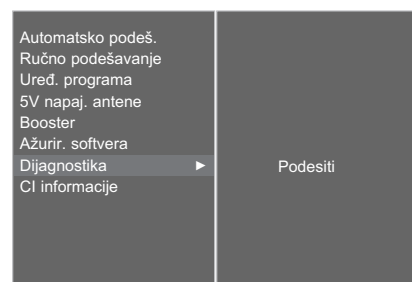 Automatsko podeš.
Ručno podešavanje
Uređ. programa
5V napaj. antene
Booster
Ažurir. softvera
Dijagnostika ►
Podesiti
CI informacije